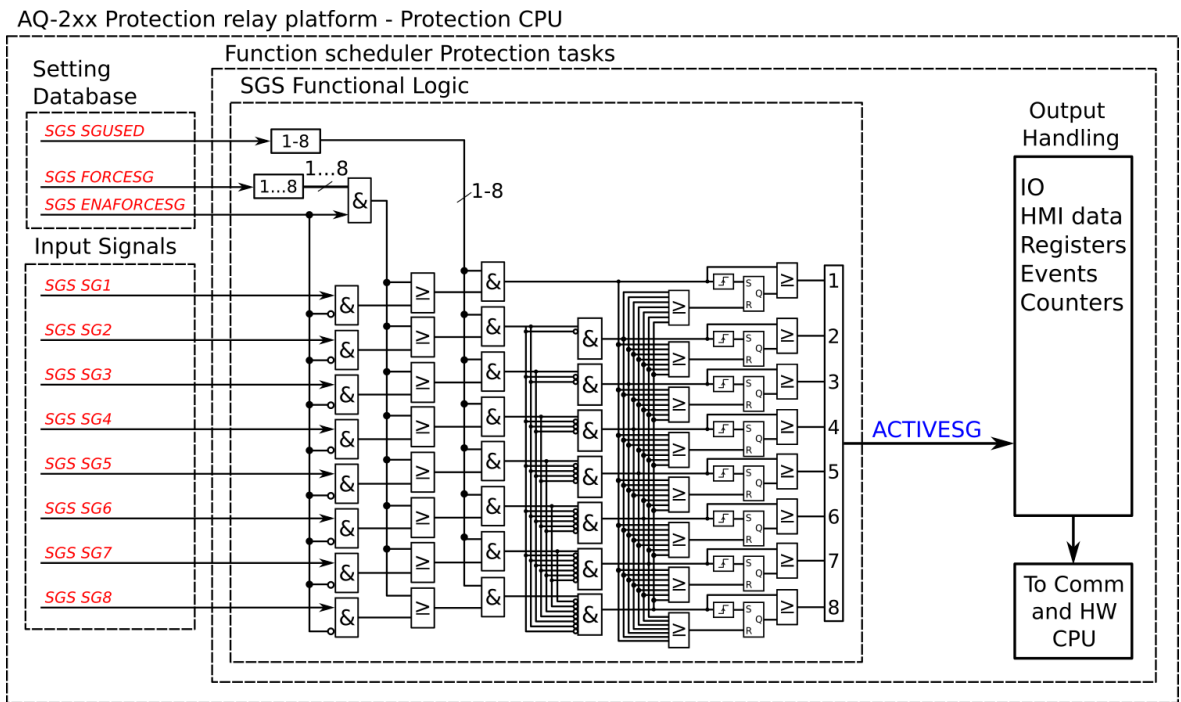 AQ-2xx Protection relay platform - Protection CPU
Function scheduler Protection tasks
Setting
Database
SGS Functional Logic
SGS SGUSED
1-8
SGS FORCESG
1...8
1...8
&
1-8
SGS ENAFORCESG
Input Signals
SGS SG1
SGS SG2
SGS SG3
SGS SG4
SGS SG5
SGS SG6
SGS SG7
SGS SG8
& & & & & & & &
≥ ≥ ≥ ≥ ≥ ≥ ≥ ≥
& & & & & & & &
& & & & & & &
≥ ≥ ≥ ≥ ≥ ≥ ≥ ≥
S Q R
S Q R
S Q R
S Q R
S Q R
S Q R
S Q R
S Q R
≥ ≥ ≥ ≥ ≥ ≥ ≥ ≥
1
2
3
4
5
6
7
8
ACTIVESG
Output
Handling
IO
HMI data
Registers
Events
Counters
To Comm
and HW
CPU